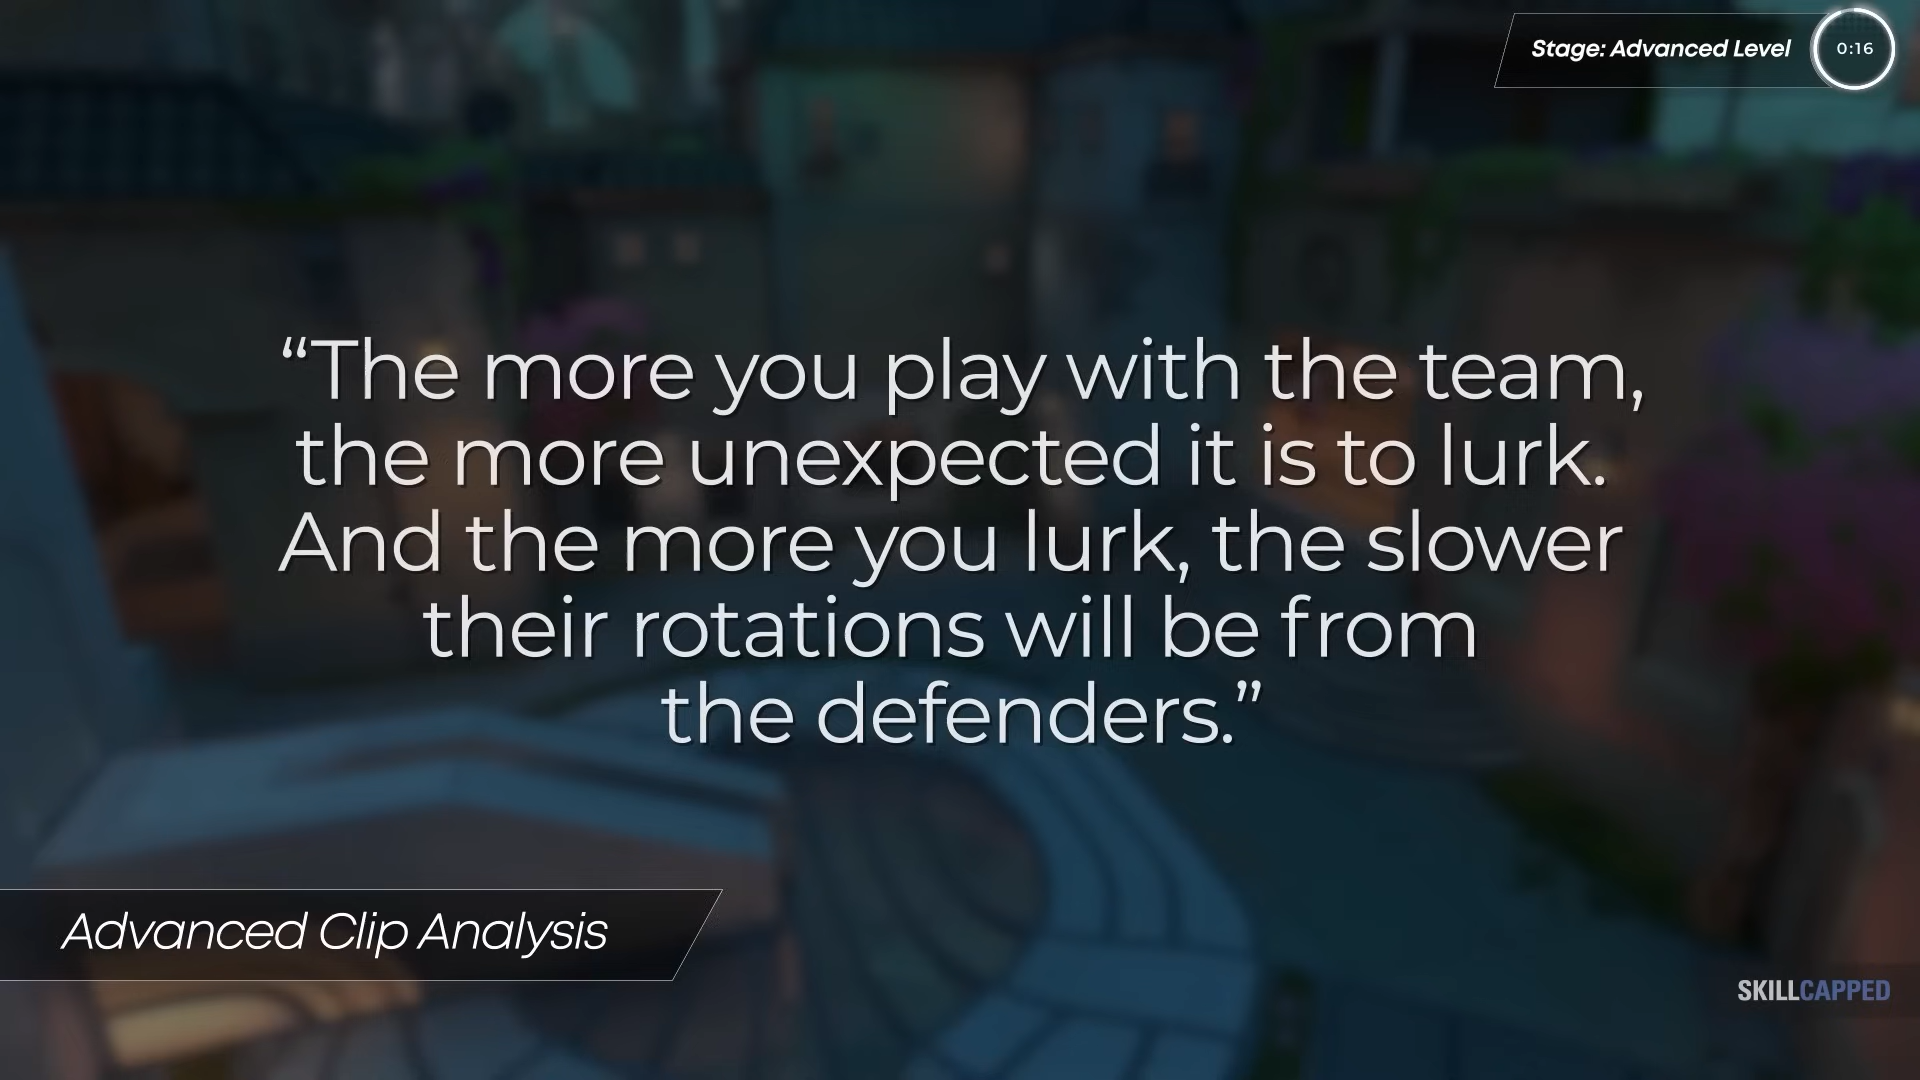 Stage: Advanced Level
0:16
“The more you play with the team,
the more unexpected it is to lurk.
And the more you lurk, the slower
their rotations will be from
the defenders.”
Advanced Clip Analysis
SKILLCAPPED